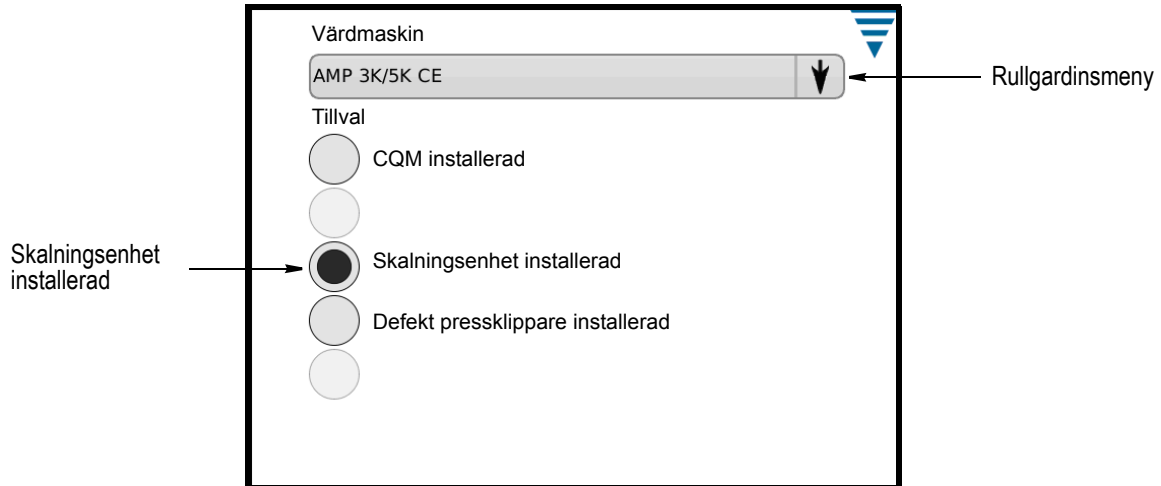 Värdmaskin
AMP 3K/5K CE
Rullgardinsmeny
Tillval
CQM installerad
Skalningsenhet
installerad
Skalningsenhet installerad
Defekt pressklippare installerad